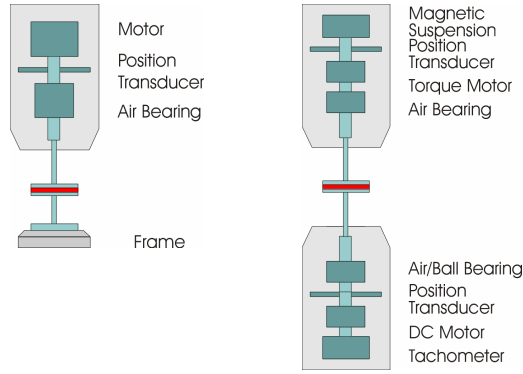 Motor
Position
Transducer
Air Bearing
Frame
Magnetic
Suspension
Position
Transducer
Torque Motor
Air Bearing
Air/Ball Bearing
Position
Transducer
DC Motor
Tachometer